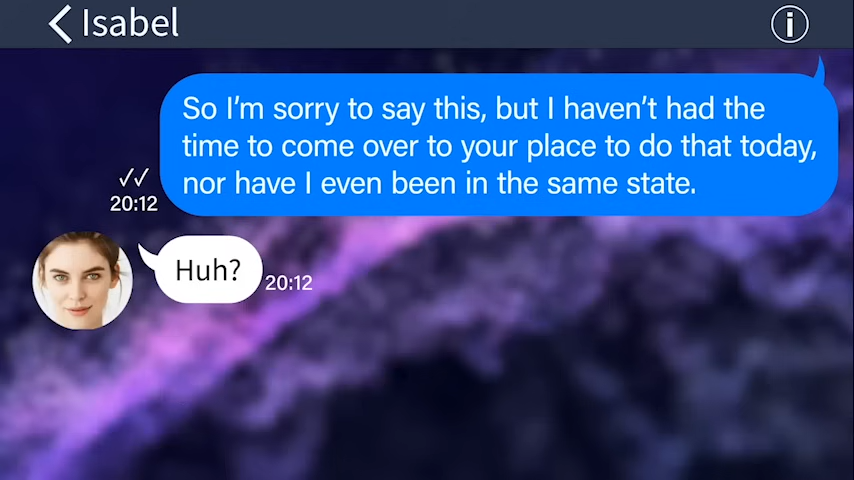 Isabel
So I’m sorry to say this, but I haven’t had the
time to come over to your place to do that today,
nor have I even been in the same state.
20:12
Huh?
20:12